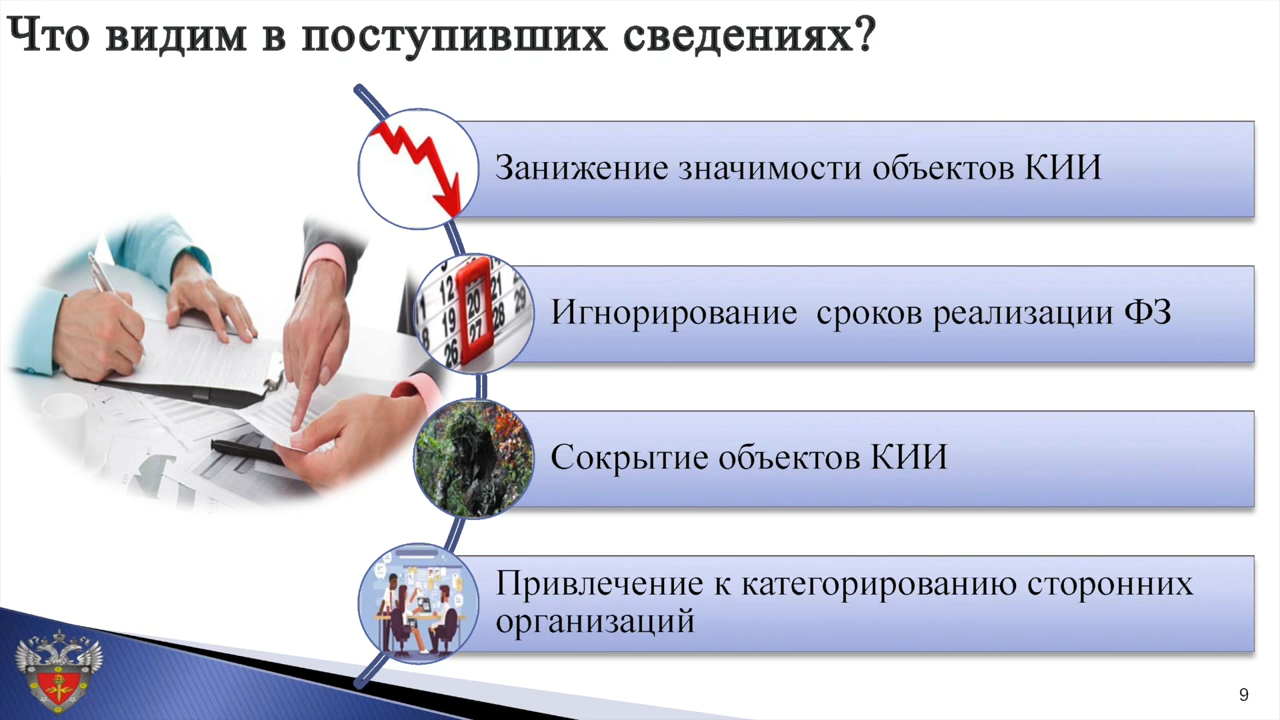 Что видим в поступивших сведениях?
Занижение значимости объектов КИИ
Игнорирование  сроков реализации ФЗ
Сокрытие объектов КИИ
Привлечение к категорированию сторонних
организаций
9